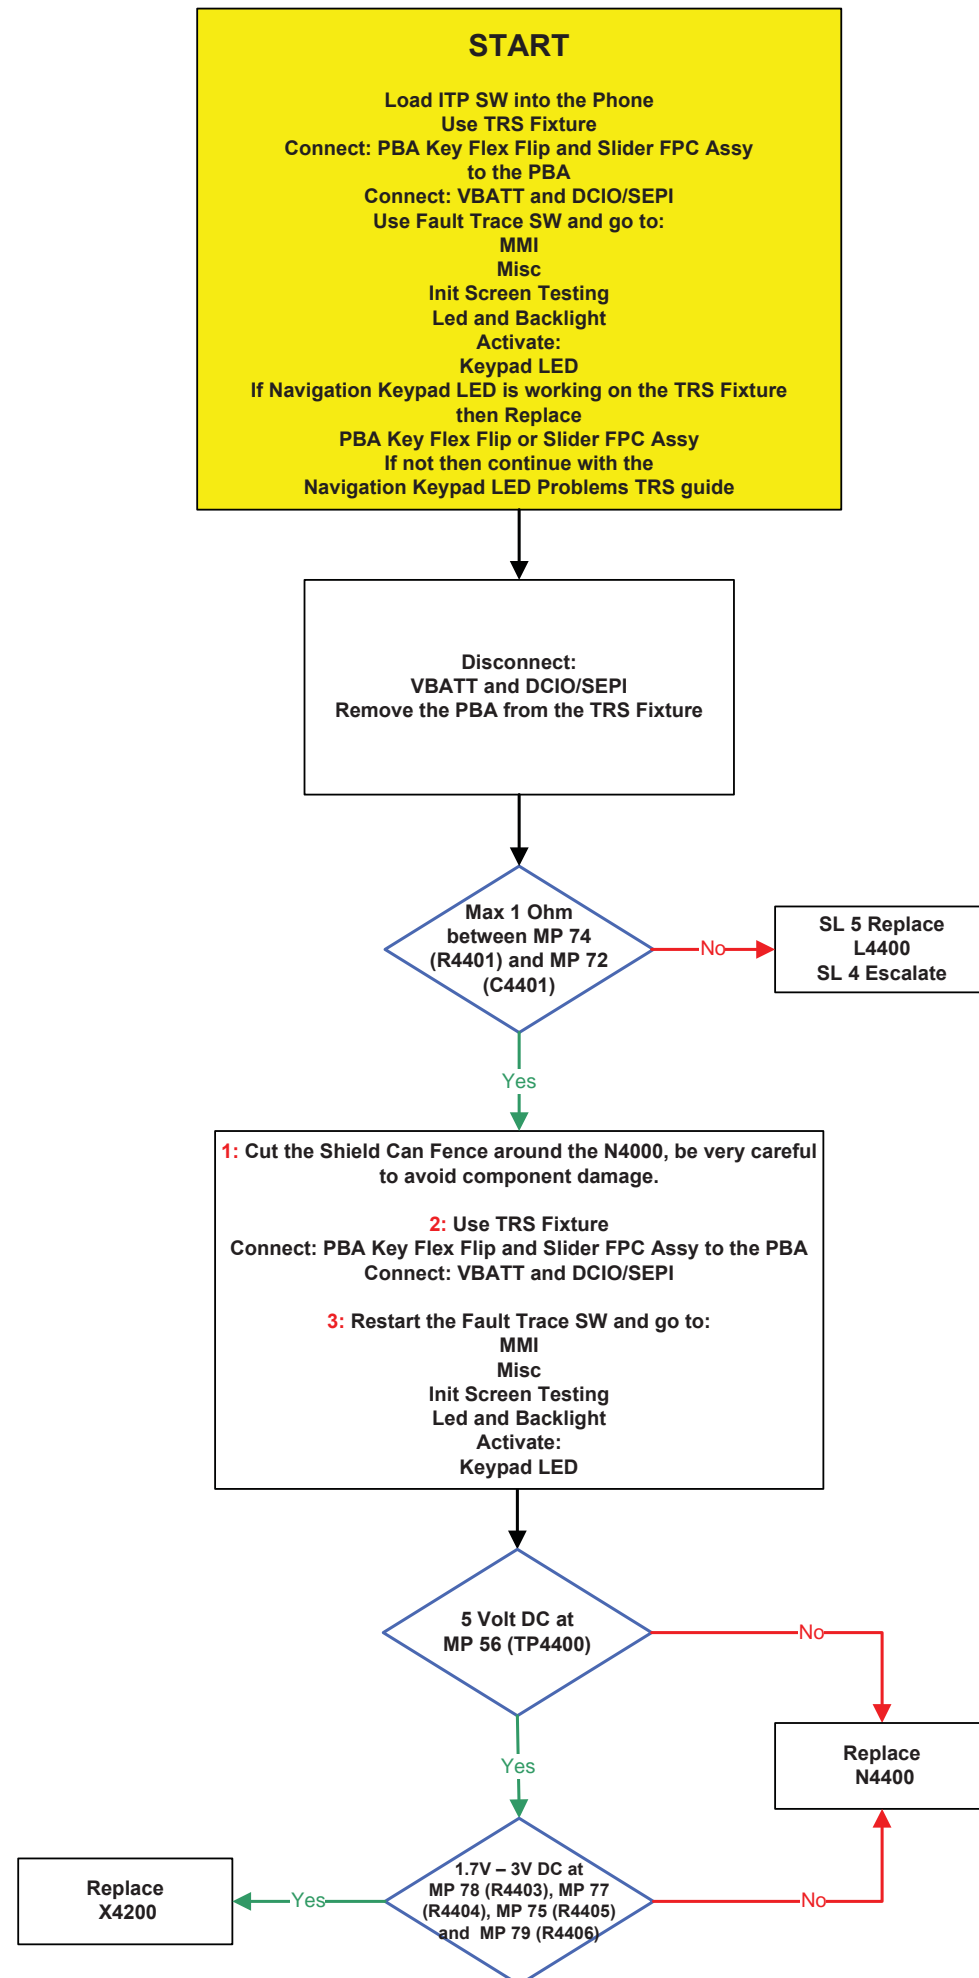 START
Load ITP SW into the Phone
Use TRS Fixture
Connect: PBA Key Flex Flip and Slider FPC Assy
to the PBA
Connect: VBATT and DCIO/SEPI
Use Fault Trace SW and go to:
MMI
Misc
Init Screen Testing
Led and Backlight
Activate:
Keypad LED
If Navigation Keypad LED is working on the TRS Fixture
then Replace
PBA Key Flex Flip or Slider FPC Assy
If not then continue with the
Navigation Keypad LED Problems TRS guide
Disconnect:
VBATT and DCIO/SEPI
Remove the PBA from the TRS Fixture
Max 1 Ohm
between MP 74
(R4401) and MP 72
(C4401)
No
SL 5 Replace
L4400
SL 4 Escalate
Yes
1: Cut the Shield Can Fence around the N4000, be very careful
to avoid component damage.
2: Use TRS Fixture
Connect: PBA Key Flex Flip and Slider FPC Assy to the PBA
Connect: VBATT and DCIO/SEPI
3: Restart the Fault Trace SW and go to:
MMI
Misc
Init Screen Testing
Led and Backlight
Activate:
Keypad LED
5 Volt DC at
MP 56 (TP4400)
No
Yes
Replace
N4400
1.7V – 3V DC at
MP 78 (R4403), MP 77
(R4404), MP 75 (R4405)
and MP 79 (R4406)
Yes
No
Replace
X4200